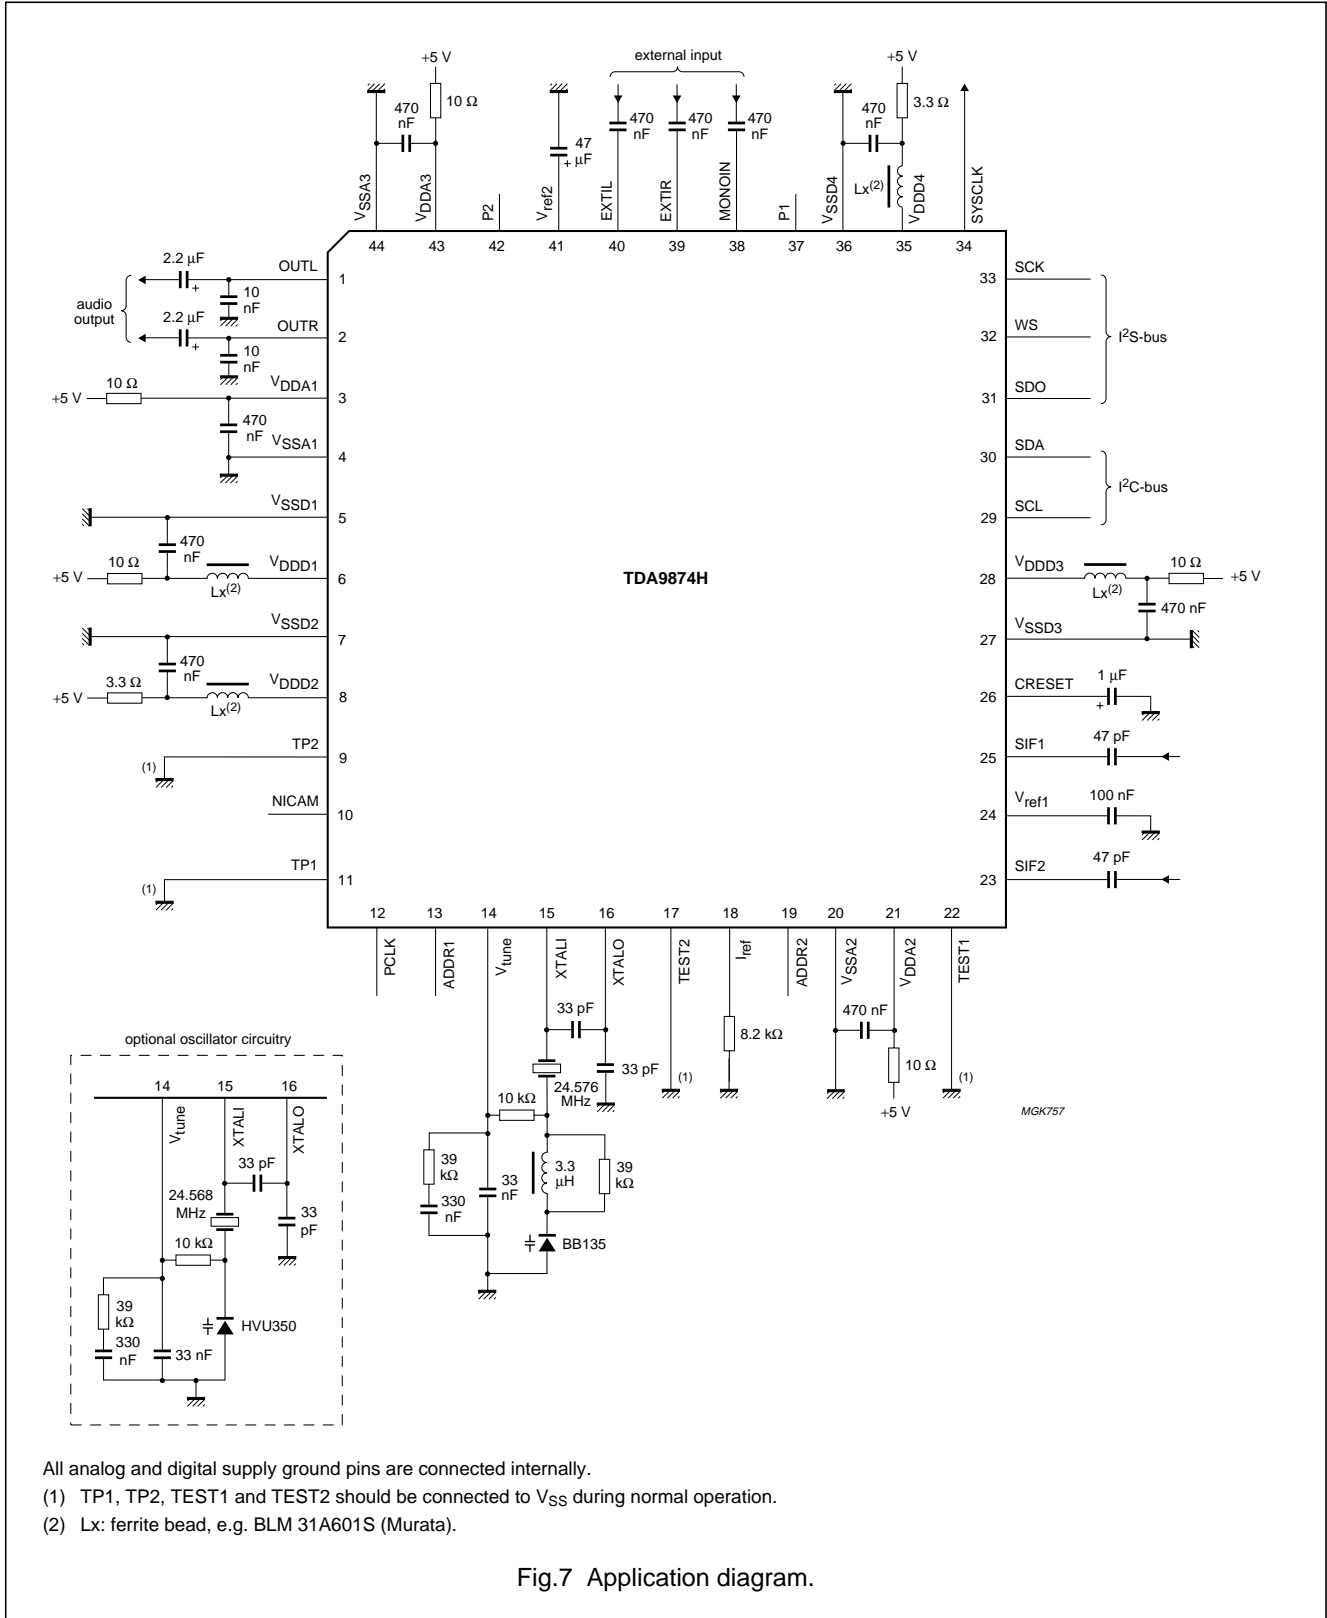 +5 V
external input
+5 V
470 nF
10 Ω
47 µF
+
470 nF
470 nF
470 nF
470 nF
3.3 Ω
Lx(2)
VSSA3
VDDA3
P2
Vref2
EXTIL
EXTIR
MONOIN
P1
VSSD4
VDDD4
SYSCLK
44
43
42
41
40
39
38
37
36
35
34
audio output
2.2 µF
+
OUTL
1
10 nF
2.2 µF
+
OUTR
2
10 nF
+5 V
10 Ω
VDDA1
3
470 nF
VSSA1
4
VSSD1
5
470 nF
+5 V
10 Ω
Lx(2)
VDDD1
6
VSSD2
7
470 nF
+5 V
3.3 Ω
Lx(2)
VDDD2
8
TP2
9
(1)
NICAM
10
TP1
11
(1)
TDA9874H
33
SCK
32
WS
I2S-bus
31
SDO
30
SDA
I2C-bus
29
SCL
28
VDDD3
Lx(2)
10 Ω
+5 V
470 nF
27
VSSD3
26
CRESET
1 µF
+
25
SIF1
47 pF
24
Vref1
100 nF
23
SIF2
47 pF
12
13
14
15
16
17
18
19
20
21
22
PCLK
ADDR1
Vtune
XTALI
XTALO
TEST2
Iref
ADDR2
VSSA2
VDDA2
TEST1
33 pF
33 pF
24.576 MHz
10 kΩ
39 kΩ
330 nF
33 nF
3.3 µH
39 kΩ
BB135
(1)
8.2 kΩ
470 nF
10 Ω
+5 V
(1)
MGK757
optional oscillator circuitry
14
15
16
Vtune
XTALI
XTALO
33 pF
24.568 MHz
33 pF
10 kΩ
39 kΩ
330 nF
33 nF
HVU350
All analog and digital supply ground pins are connected internally.
(1) TP1, TP2, TEST1 and TEST2 should be connected to VSS during normal operation.
(2) Lx: ferrite bead, e.g. BLM 31A601S (Murata).
Fig.7 Application diagram.